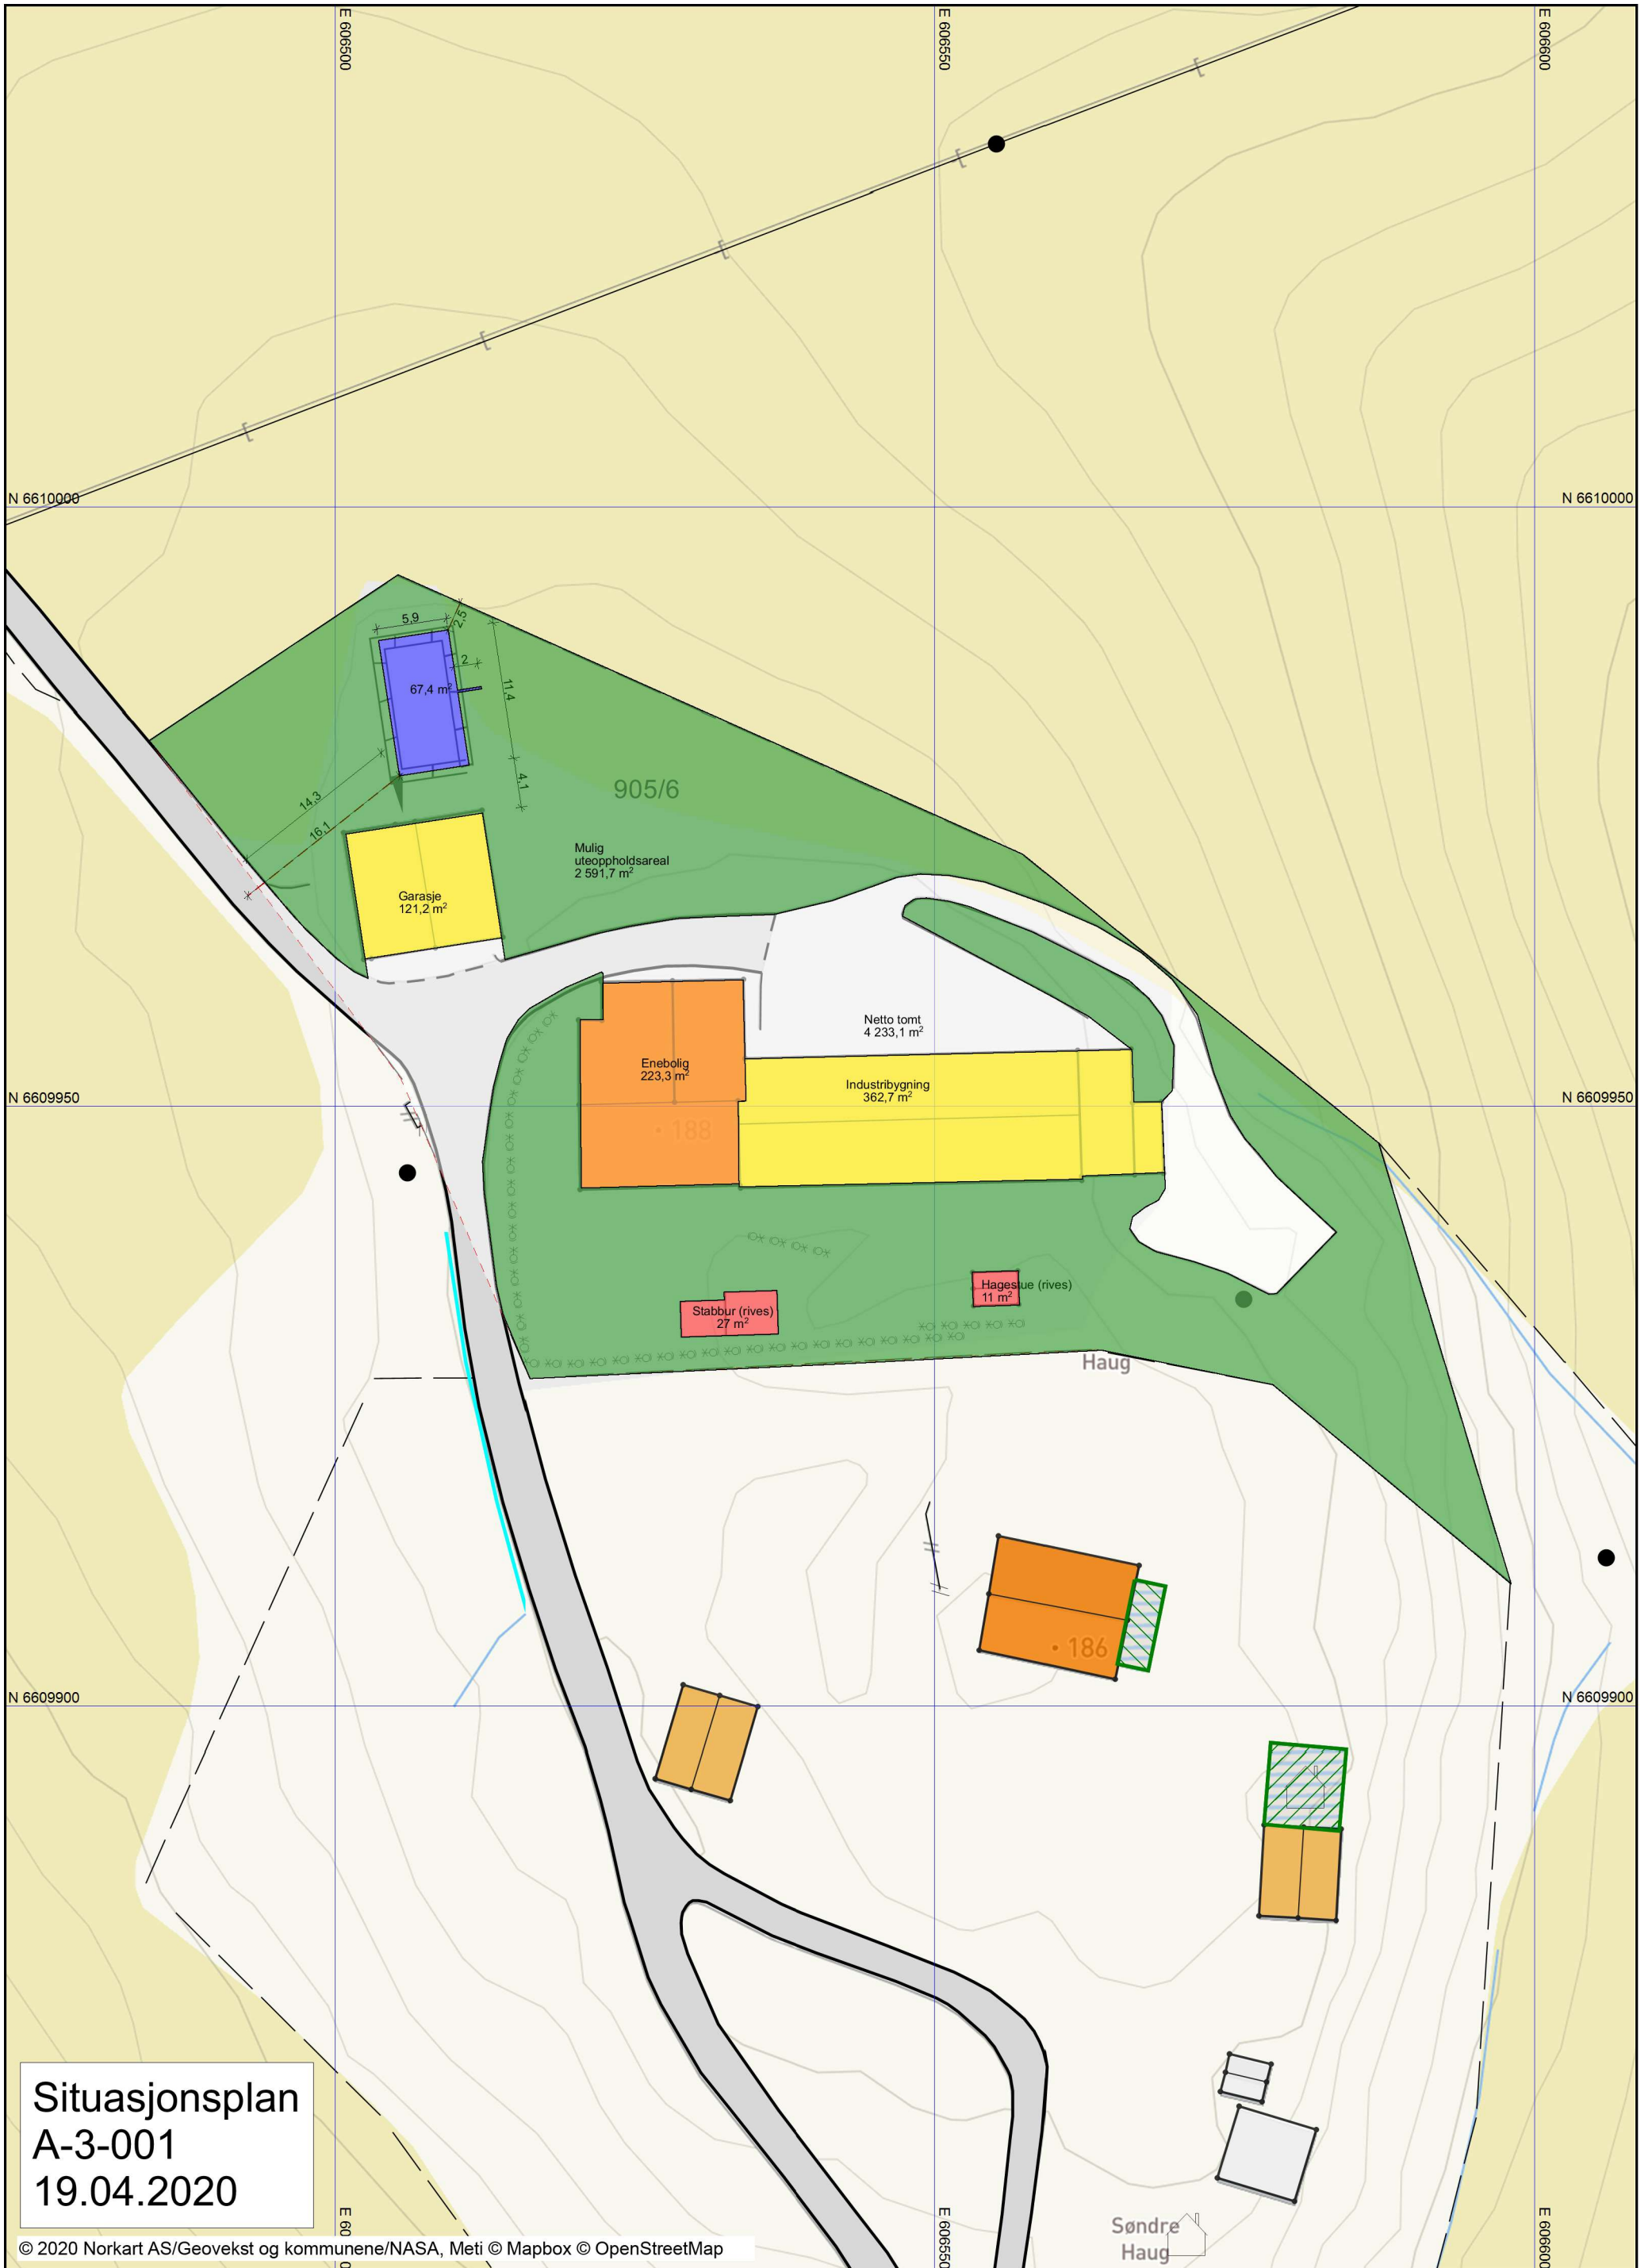 E 606500
E 606550
E 606600
N 6610000
N 6610000
5,9
2,5
2
67,4 m²
11,4
4,1
14,3
16,1
905/6
Mulig
uteoppholdsareal
2 591,7 m²
Garasje
121,2 m²
Netto tomt
4 233,1 m²
Enebolig
223,3 m²
Industribygning
362,7 m²
188
N 6609950
N 6609950
Hagestue (rives)
11 m²
Stabbur (rives)
27 m²
Haug
186
N 6609900
N 6609900
Situasjonsplan
A-3-001
19.04.2020
Søndre
Haug
E 60
E 606550
E 606600
© 2020 Norkart AS/Geovekst og kommunene/NASA, Meti © Mapbox © OpenStreetMap